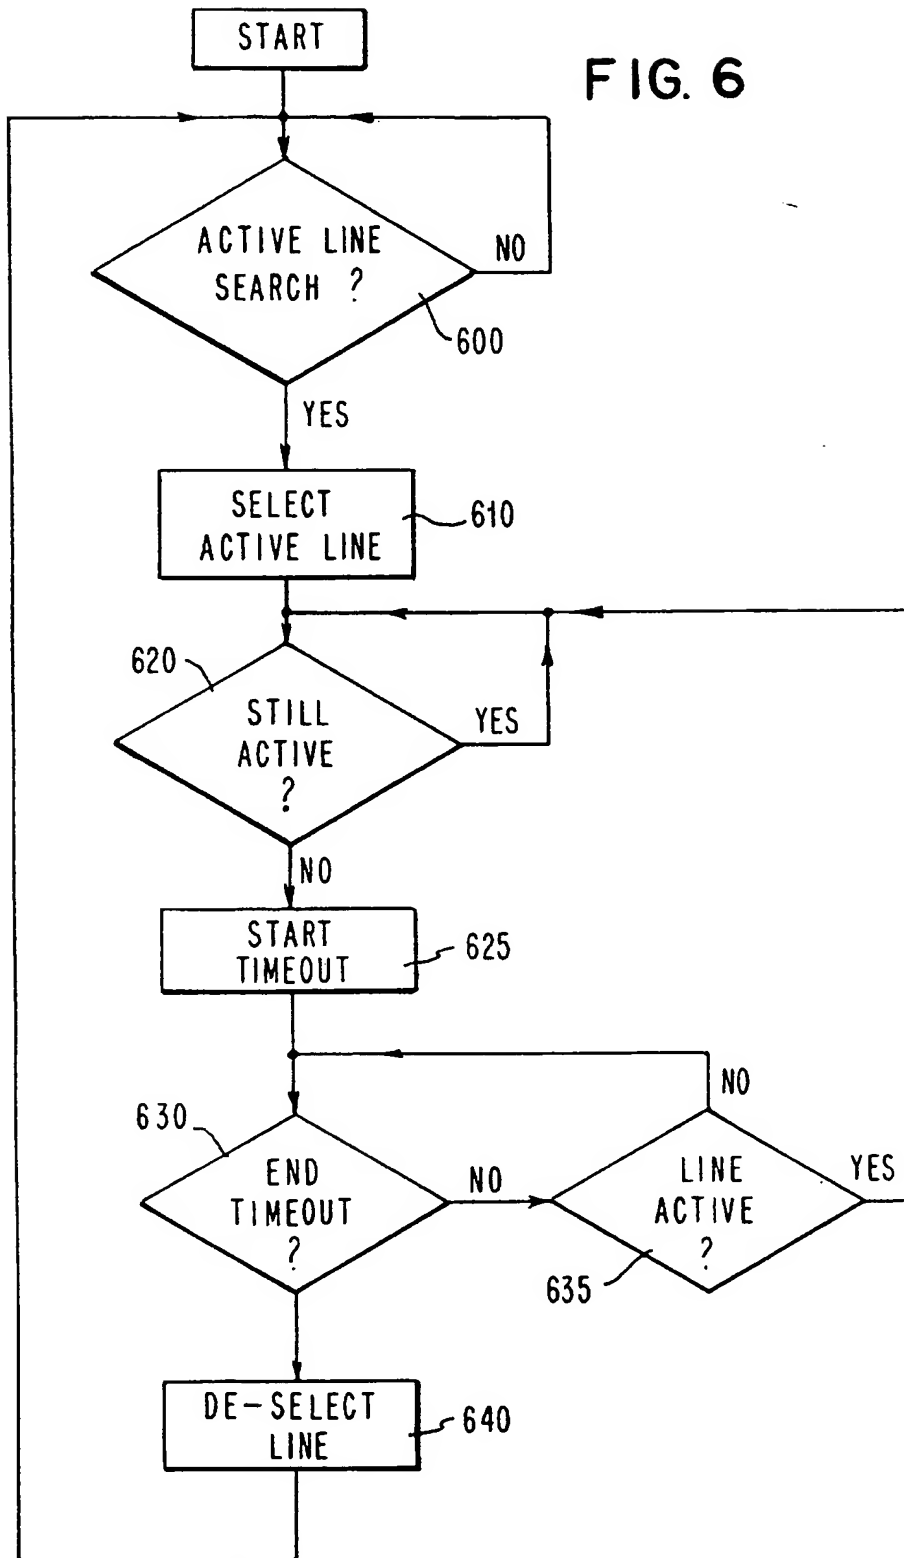 START
FIG. 6
ACTIVE LINE
SEARCH ?
NO
600
YES
SELECT
ACTIVE LINE
610
620
STILL
ACTIVE
?
YES
NO
START
TIMEOUT
625
630
END
TIMEOUT
?
NO
LINE
ACTIVE
?
NO
YES
635
DE-SELECT
LINE
640